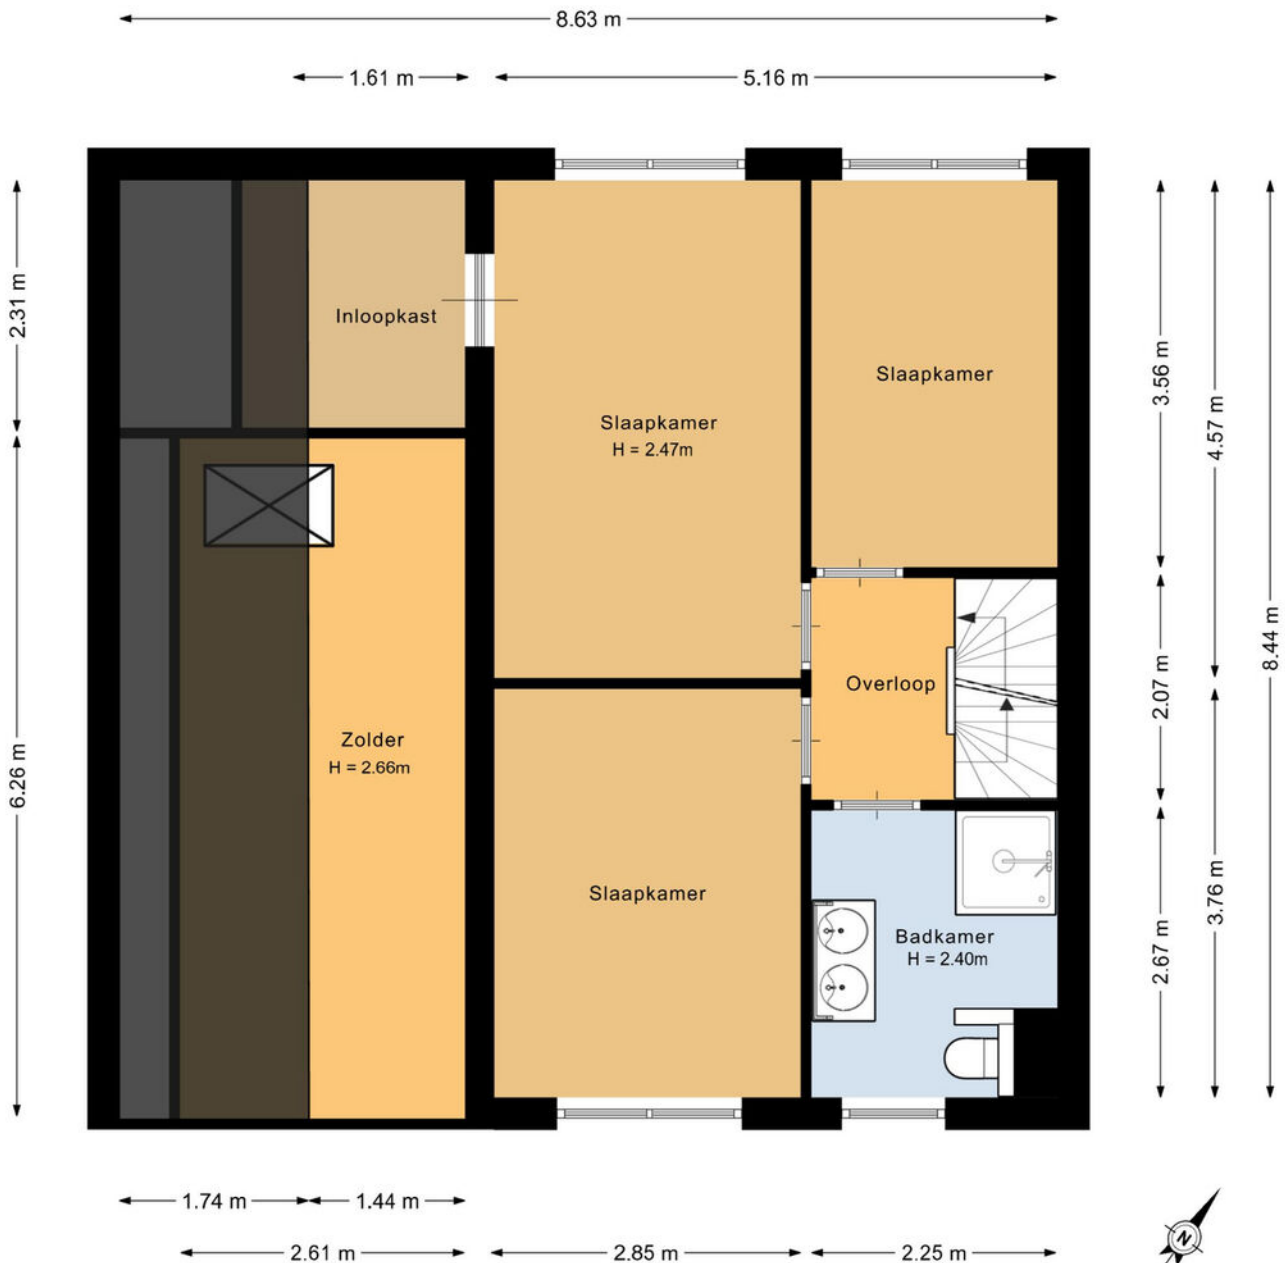 8.63 m
1.61 m
5.16 m
2.31 m
Inloopkast
Slaapkamer
H = 2.47m
Slaapkamer
3.56 m
4.57 m
8.44 m
6.26 m
Zolder
H = 2.66m
Overloop
2.07 m
Slaapkamer
Badkamer
H = 2.40m
2.67 m
3.76 m
1.74 m
1.44 m
2.61 m
2.85 m
2.25 m
N